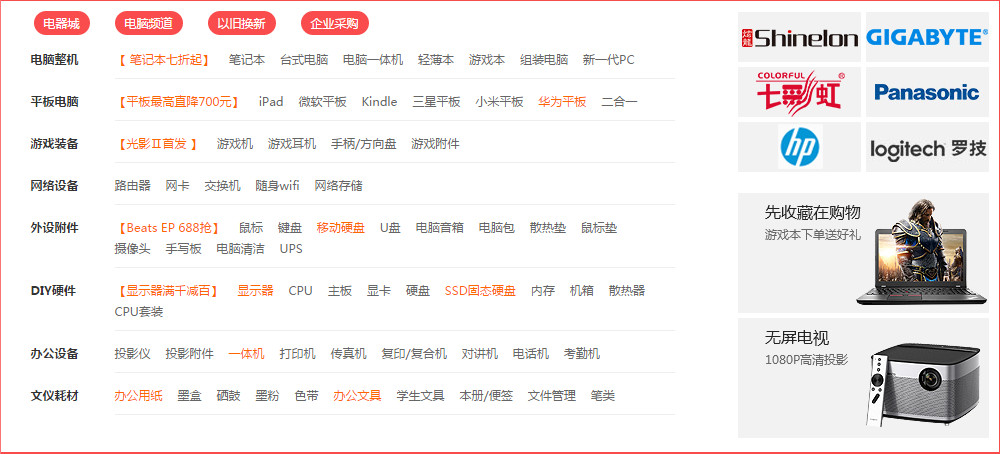 电器城 电脑频道 以旧换新 企业采购
电脑整机 【 笔记本七折起】 笔记本 台式电脑 电脑一体机 轻薄本 游戏本 组装电脑 新一代PC
平板电脑 【平板最高直降700元】 iPad 微软平板 Kindle 三星平板 小米平板 华为平板 二合一
游戏装备 【光影Ⅱ首发 】 游戏机 游戏耳机 手柄/方向盘 游戏附件
网络设备 路由器 网卡 交换机 随身wifi 网络存储
外设附件 【Beats EP 688抢】 鼠标 键盘 移动硬盘 U盘 电脑音箱 电脑包 散热垫 鼠标垫
摄像头 手写板 电脑清洁 UPS
DIY硬件 【显示器满千减百】 显示器 CPU 主板 显卡 硬盘 SSD固态硬盘 内存 机箱 散热器
CPU套装
办公设备 投影仪 投影附件 一体机 打印机 传真机 复印/复合机 对讲机 电话机 考勤机
文仪耗材 办公用纸 墨盒 硒鼓 墨粉 色带 办公文具 学生文具 本册/便签 文件管理 笔类
炫龍 Shinelon GIGABYTE®
COLORFUL 七彩虹® Panasonic
hp logitech 罗技
先收藏在购物
游戏本下单送好礼
无屏电视
1080P高清投影